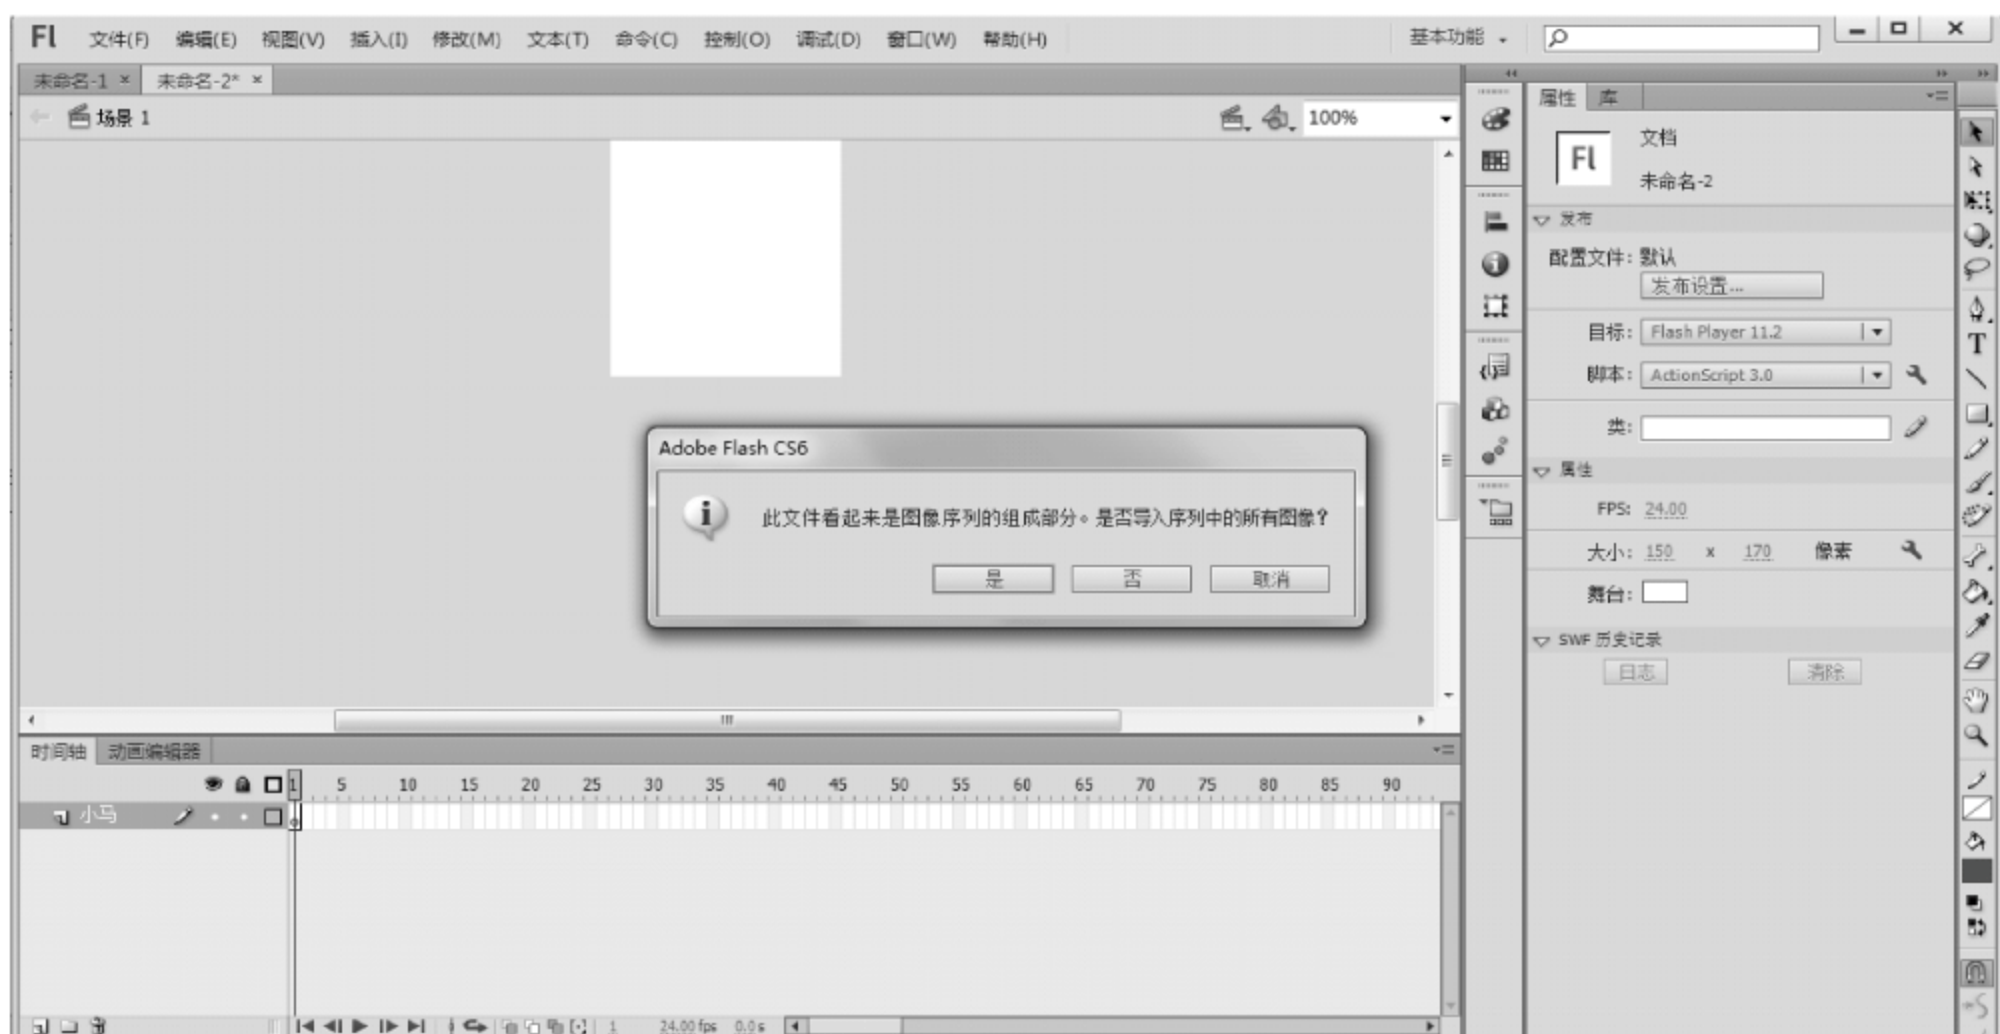 Fl 文件(F) 编辑(E) 视图(V) 插入(I) 修改(M) 文本(T) 命令(C) 控制(O) 调试(D) 窗口(W) 帮助(H) 基本功能
未命名-1 × 未命名-2* ×
场景 1 100%
属性 库
Fl 文档
未命名-2
发布
配置文件: 默认
发布设置...
目标: Flash Player 11.2
脚本: ActionScript 3.0
类:
属性
FPS: 24.00
大小: 150 x 170 像素
舞台:
SWF 历史记录
日志 清除
Adobe Flash CS6
此文件看起来是图像序列的组成部分。是否导入序列中的所有图像?
是 否 取消
时间轴 动画编辑器
1 5 10 15 20 25 30 35 40 45 50 55 60 65 70 75 80 85 90
小马
1 24.00 fps 0.0 s